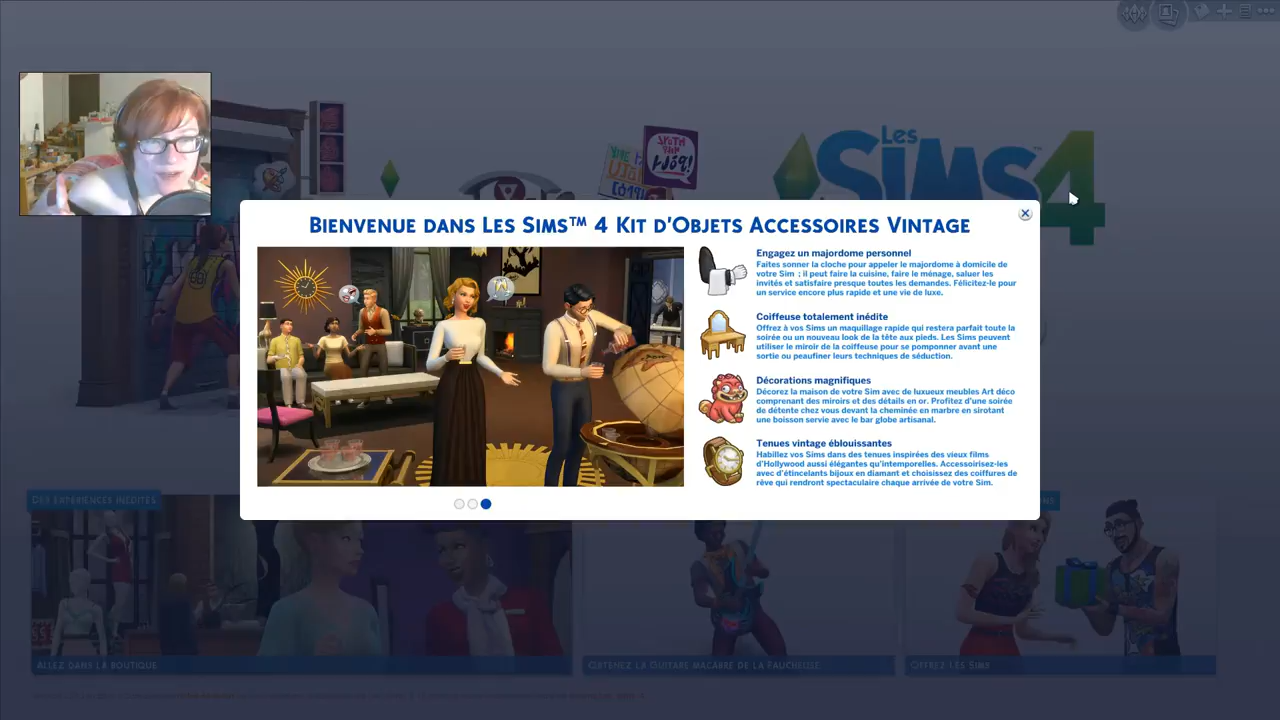 Les
SIMS 4
BIENVENUE DANS LES SIMS™ 4 KIT D'OBJETS ACCESSOIRES VINTAGE
Engagez un majordome personnel
Faites sonner la cloche pour appeler le majordome à domicile de
votre Sim ; il peut faire la cuisine, faire le ménage, saluer les
invités et satisfaire presque toutes les demandes. Félicitez-le pour
un service encore plus rapide et une vie de luxe.
Coiffeuse totalement inédite
Offrez à vos Sims un maquillage rapide qui restera parfait toute la
soirée ou un nouveau look de la tête aux pieds. Les Sims peuvent
utiliser le miroir de la coiffeuse pour se pomponner avant une
sortie ou peaufiner leurs techniques de séduction.
Décorations magnifiques
Décorez la maison de votre Sim avec de luxueux meubles Art déco
comprenant des miroirs et des détails en or. Profitez d'une soirée
de détente chez vous devant la cheminée en marbre en sirotant
une boisson servie avec le bar globe artisanal.
Tenues vintage éblouissantes
Habillez vos Sims dans des tenues inspirées des vieux films
d'Hollywood aussi élégantes qu'intemporelles. Accessoirisez-les
avec d'étincelants bijoux en diamant et choisissez des coiffures de
rêve qui rendront spectaculaire chaque arrivée de votre Sim.
DES EXPÉRIENCES INÉDITES
ALLEZ DANS LA BOUTIQUE
OBTENEZ LA GUITARE MACABRE DE LA FAUCHEUSE
OFFREZ LES SIMS